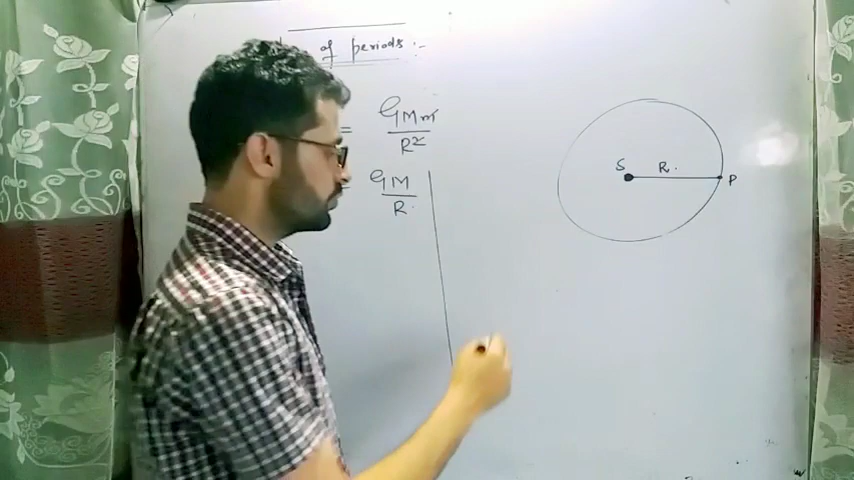 of periods :-
= GMm
R²
= GM
R
S R. P